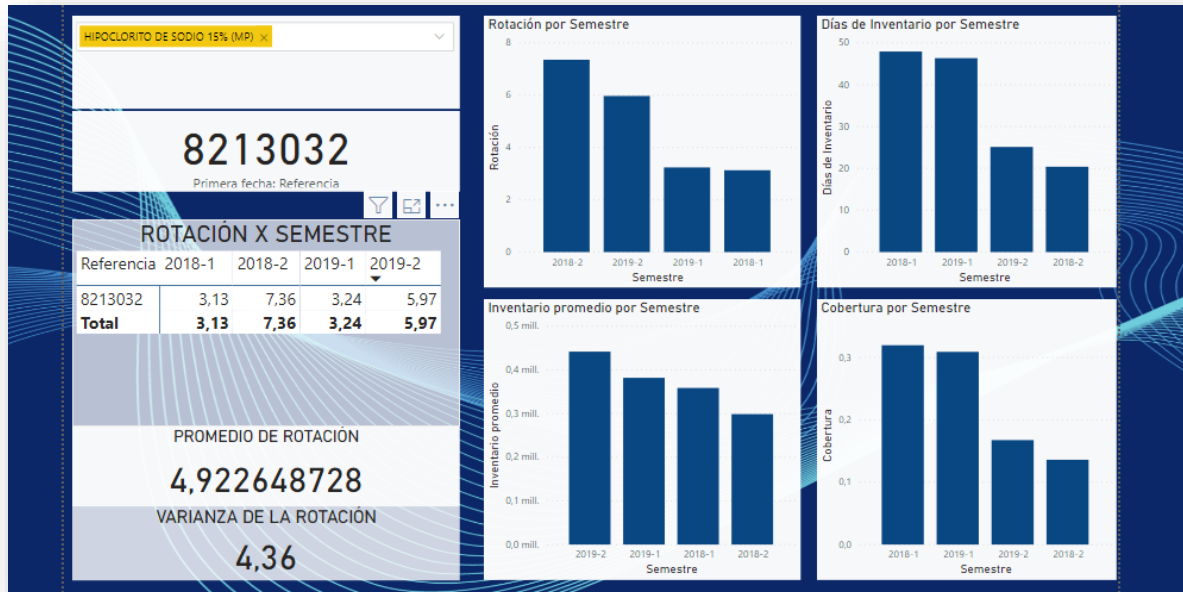 HIPOCLORITO DE SODIO 15% (MP) ×
8213032
Primera fecha: Referencia
ROTACIÓN X SEMESTRE
Referencia 2018-1 2018-2 2019-1 2019-2
8213032 3,13 7,36 3,24 5,97
Total 3,13 7,36 3,24 5,97
PROMEDIO DE ROTACIÓN
4,922648728
VARIANZA DE LA ROTACIÓN
4,36
Rotación por Semestre
8
6
4
2
0
Rotación
2018-2 2019-2 2019-1 2018-1
Semestre
Días de Inventario por Semestre
50
40
30
20
10
0
Días de Inventario
2018-1 2019-1 2019-2 2018-2
Semestre
Inventario promedio por Semestre
0,5 mill.
0,4 mill.
0,3 mill.
0,2 mill.
0,1 mill.
0,0 mill.
Inventario promedio
2019-2 2019-1 2018-1 2018-2
Semestre
Cobertura por Semestre
0,3
0,2
0,1
0,0
Cobertura
2018-1 2019-1 2019-2 2018-2
Semestre